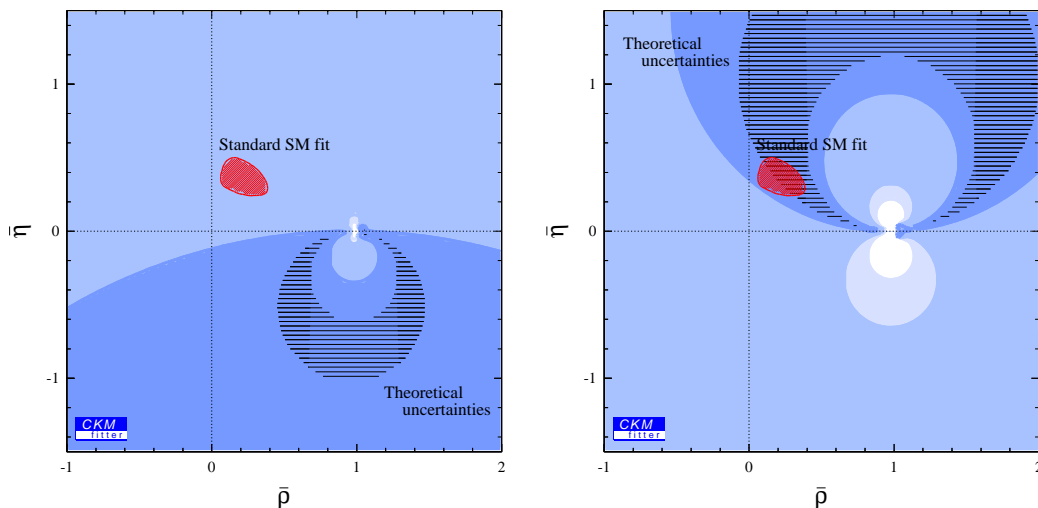 1
0
-1
-1
0
1
2
η̄
ρ̄
Standard SM fit
Theoretical
uncertainties
CKM
fitter
1
0
-1
-1
0
1
2
η̄
ρ̄
Theoretical
uncertainties
Standard SM fit
CKM
fitter